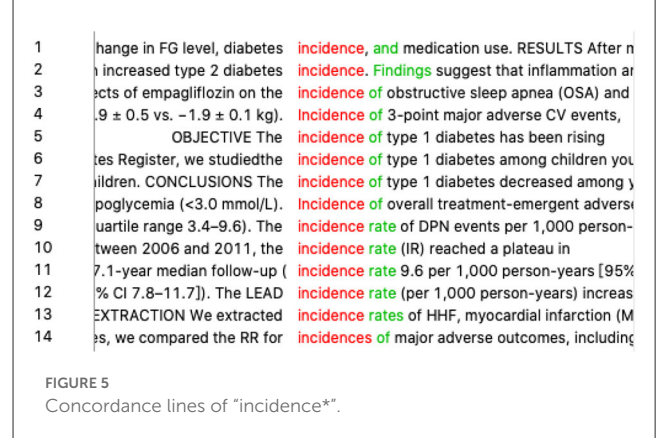 1 hange in FG level, diabetes incidence, and medication use. RESULTS After
2 increased type 2 diabetes incidence. Findings suggest that inflammation
3 ects of empagliflozin on the incidence of obstructive sleep apnea (OSA) and
4 .9 ± 0.5 vs. −1.9 ± 0.1 kg). Incidence of 3-point major adverse CV events,
5 OBJECTIVE The incidence of type 1 diabetes has been rising
6 tes Register, we studiedthe incidence of type 1 diabetes among children you
7 ildren. CONCLUSIONS The incidence of type 1 diabetes decreased among y
8 poglycemia (<3.0 mmol/L). Incidence of overall treatment-emergent adverse
9 uartile range 3.4–9.6). The incidence rate of DPN events per 1,000 person-
10 tween 2006 and 2011, the incidence rate (IR) reached a plateau in
11 7.1-year median follow-up ( incidence rate 9.6 per 1,000 person-years [95%
12 % CI 7.8–11.7]). The LEAD incidence rate (per 1,000 person-years) increas
13 EXTRACTION We extracted incidence rates of HHF, myocardial infarction (M
14 es, we compared the RR for incidences of major adverse outcomes, including
FIGURE 5
Concordance lines of "incidence*".